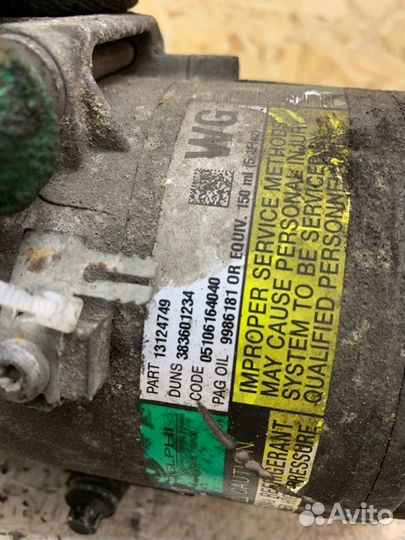 WG
PART 13124749
DUNS 383601234
CODE 05106164040
PAG OIL 9986181 OR EQUIV. 150 ml
IMPROPER SERVICE METHODS
MAY CAUSE PERSONAL INJURY
SYSTEM TO BE SERVICED
QUALIFIED PERSONNEL
CAUTION
REFRIGERANT
PRESSURE
Avito